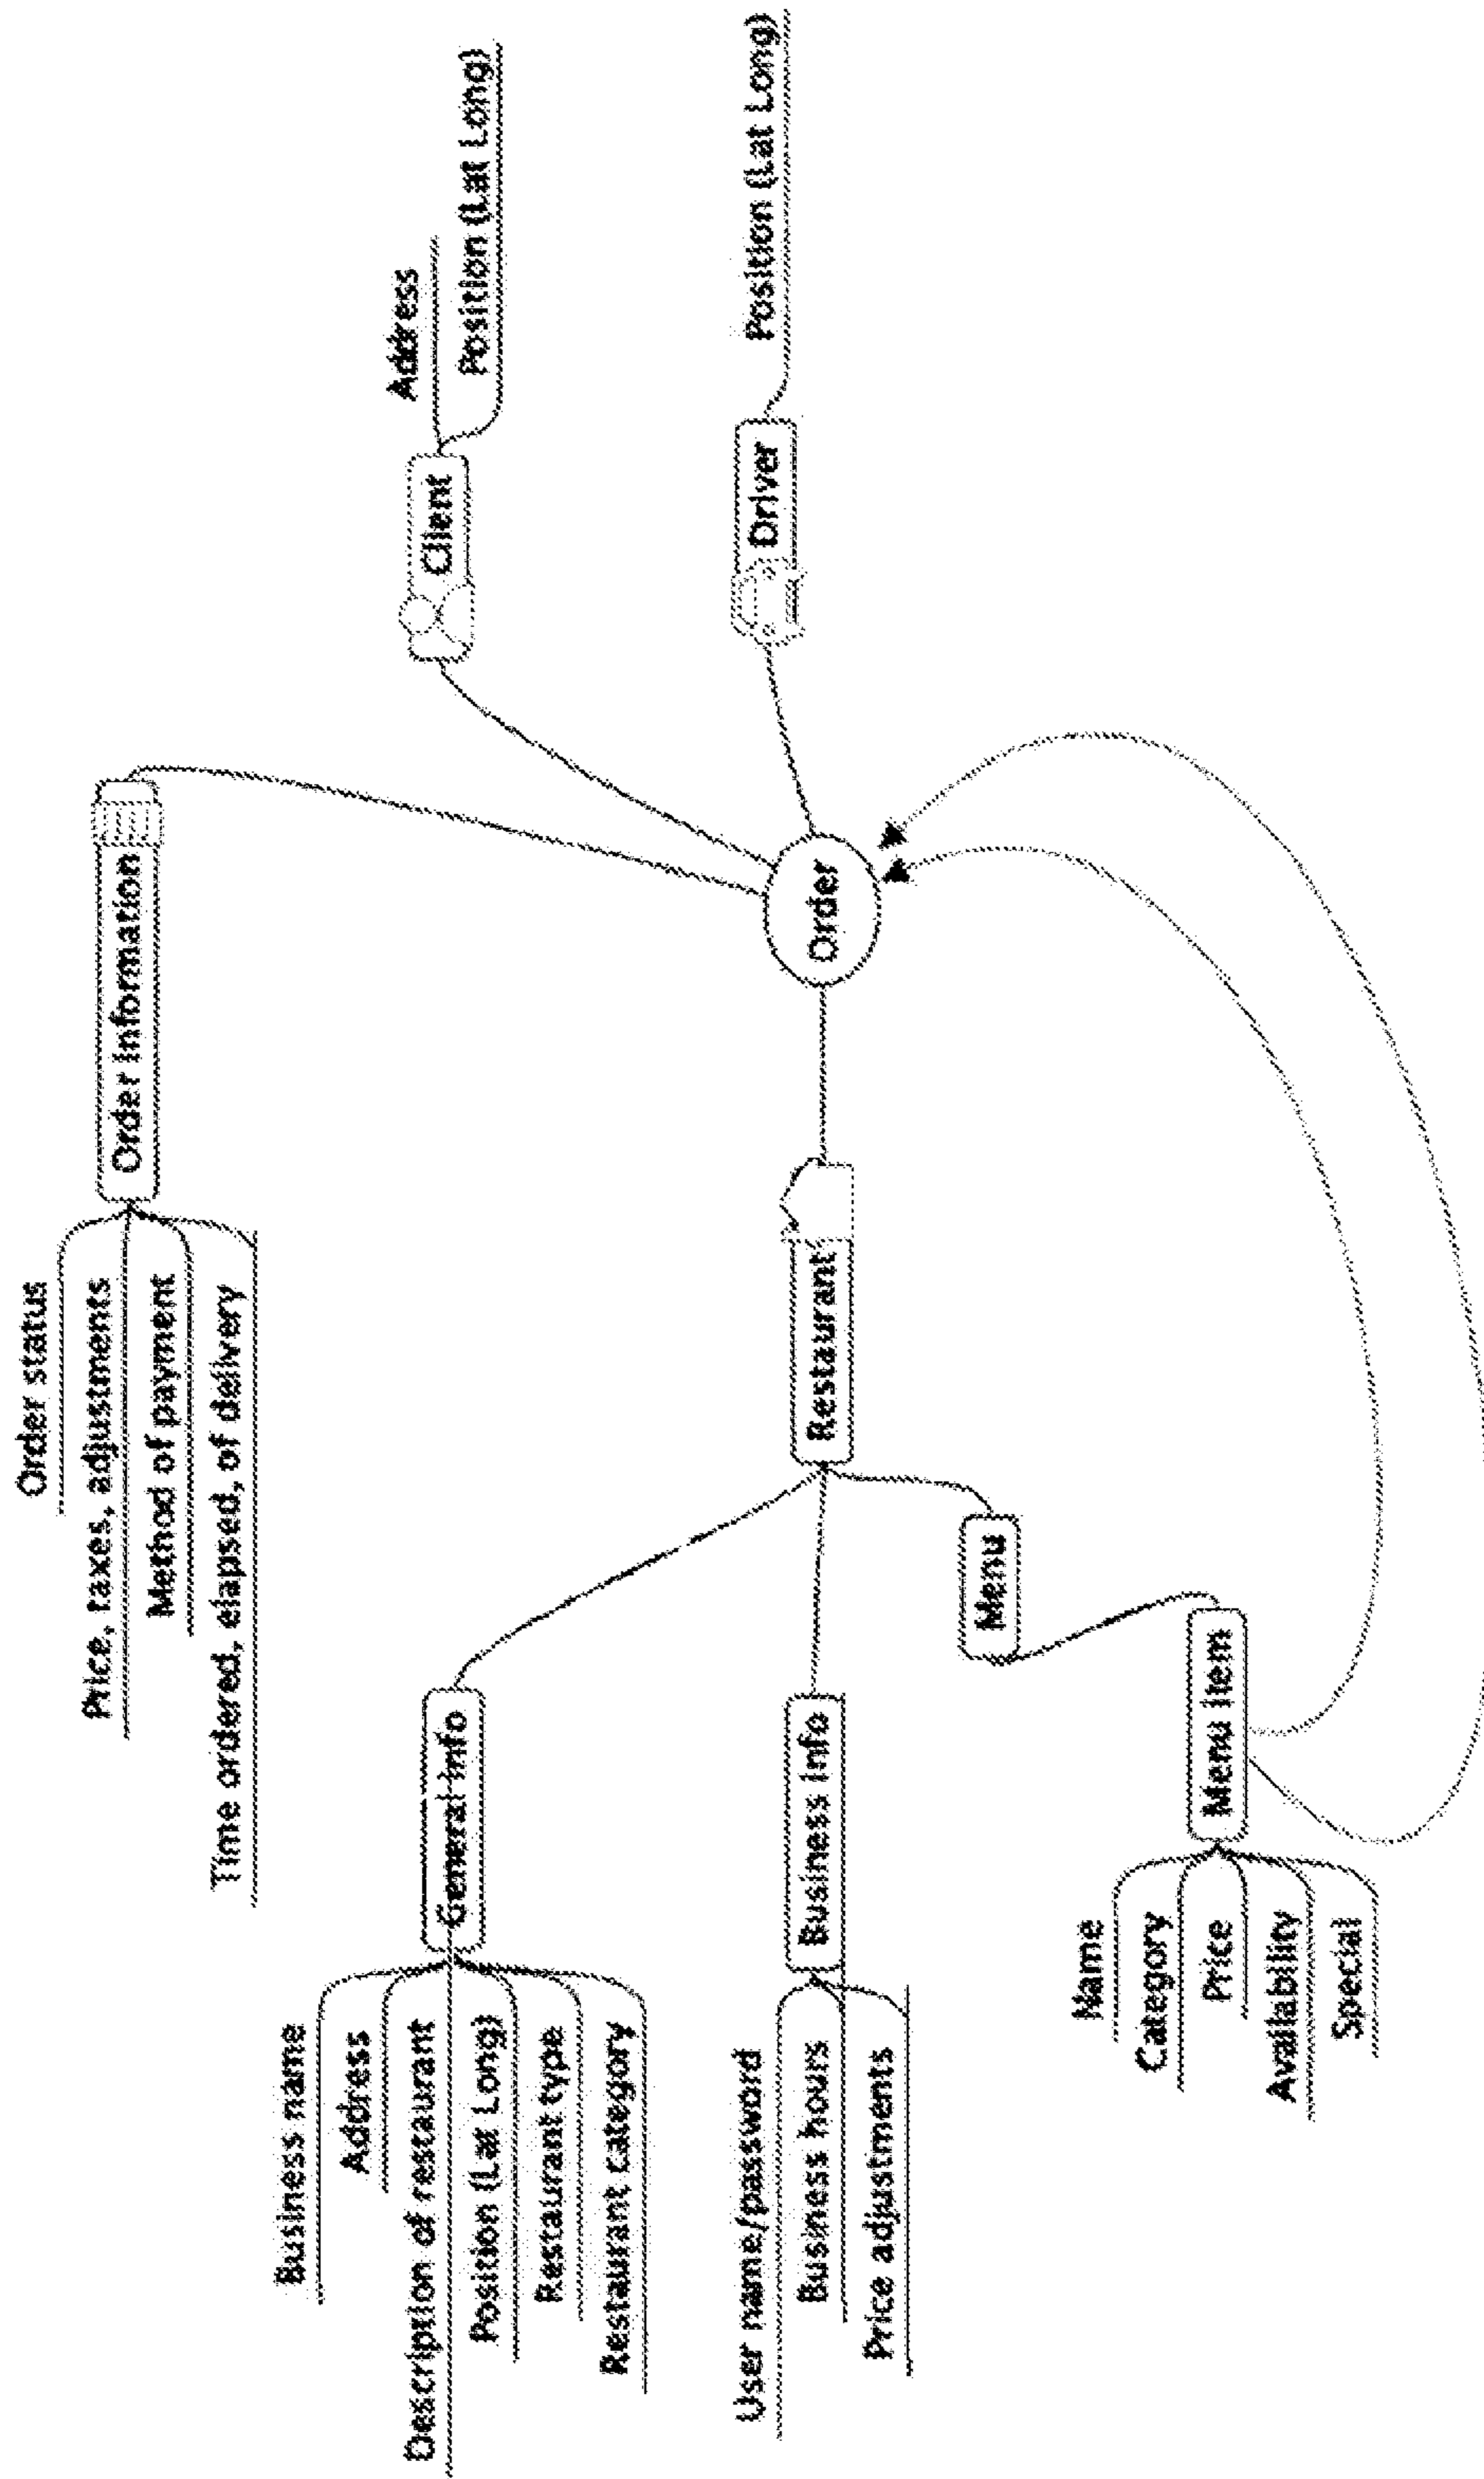 Order status
Price, taxes, adjustments
Method of payment
Time ordered, elapsed, of delivery
Order Information
Client
Address
Position (Lat Long)
Business name
Address
Description of restaurant
Position (Lat Long)
Restaurant type
Restaurant category
General Info
User name/password
Business hours
Price adjustments
Business Info
Restaurant
Order
Driver
Position (Lat Long)
Menu
Name
Category
Price
Availability
Special
Menu Item